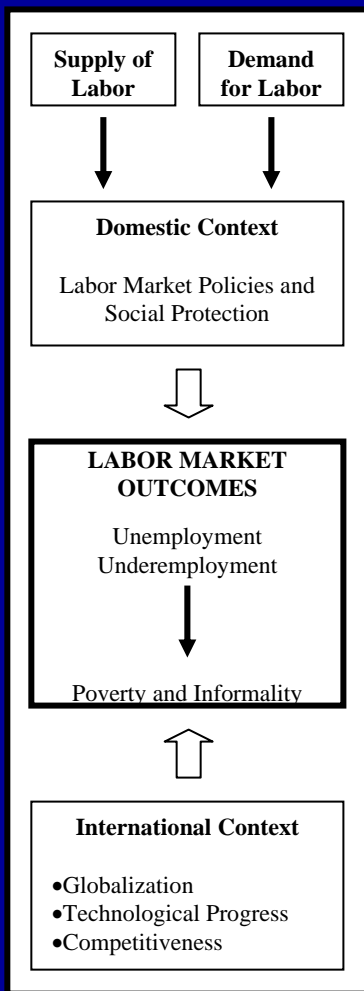 Supply of
Labor
Demand
for Labor
Domestic Context
Labor Market Policies and
Social Protection
LABOR MARKET
OUTCOMES
Unemployment
Underemployment
Poverty and Informality
International Context
•Globalization
•Technological Progress
•Competitiveness